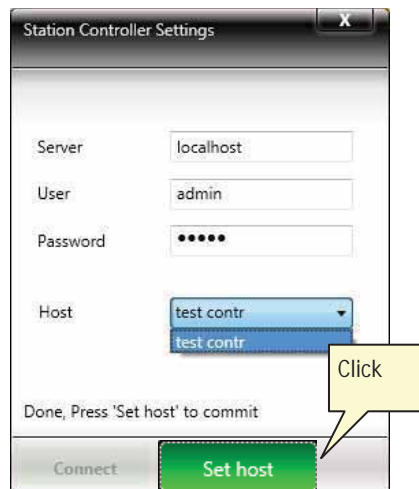 Station Controller Settings
X
Server localhost
User admin
Password •••••
Host test contr
test contr
Click
Done, Press 'Set host' to commit
Connect Set host